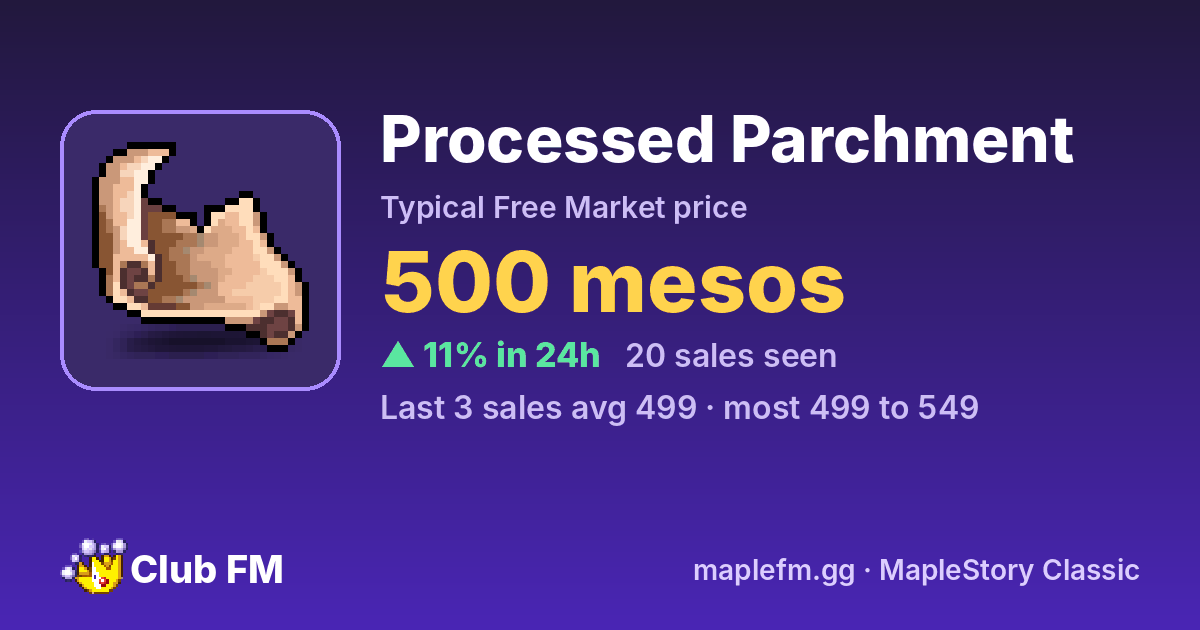 Processed Parchment
Typical Free Market price
500 mesos
▲ 11% in 24h 20 sales seen
Last 3 sales avg 499 · most 499 to 549
Club FM
maplefm.gg · MapleStory Classic